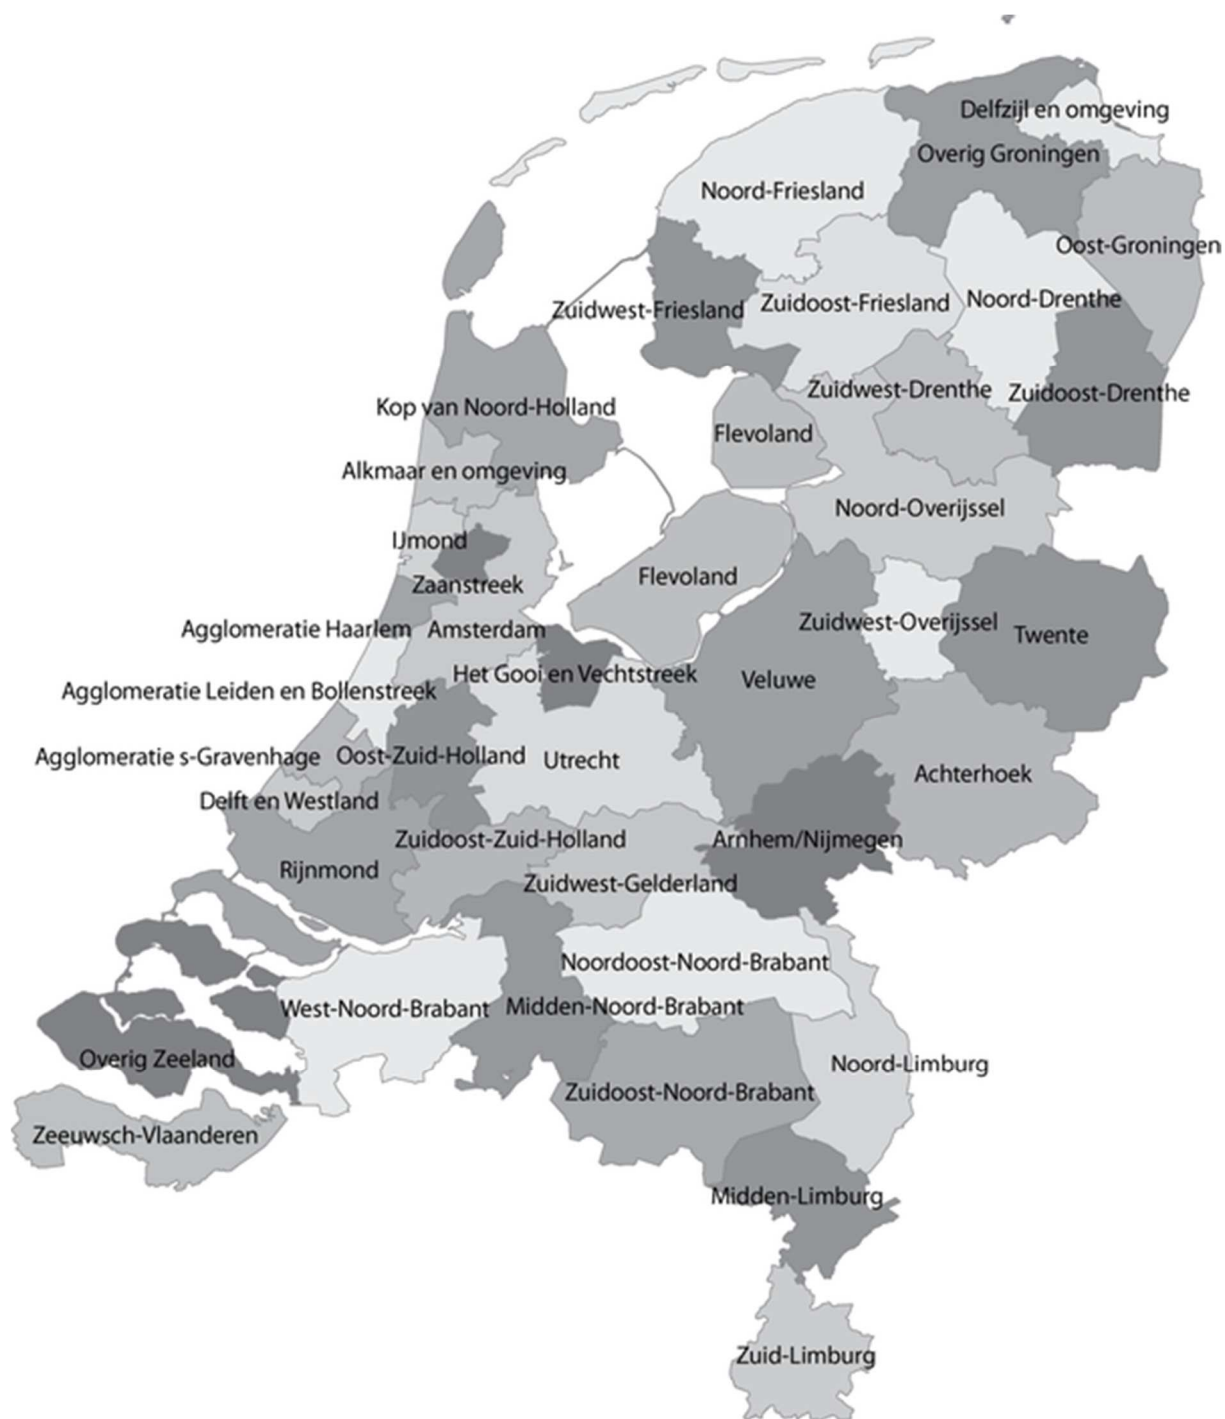 Delfzijl en omgeving
Overig Groningen
Noord-Friesland
Oost-Groningen
Zuidwest-Friesland
Zuidoost-Friesland
Noord-Drenthe
Zuidwest-Drenthe
Zuidoost-Drenthe
Kop van Noord-Holland
Flevoland
Alkmaar en omgeving
Noord-Overijssel
IJmond
Zaanstreek
Flevoland
Agglomeratie Haarlem
Amsterdam
Zuidwest-Overijssel
Twente
Het Gooi en Vechtstreek
Veluwe
Agglomeratie Leiden en Bollenstreek
Agglomeratie s-Gravenhage
Oost-Zuid-Holland
Utrecht
Achterhoek
Delft en Westland
Zuidoost-Zuid-Holland
Arnhem/Nijmegen
Rijnmond
Zuidwest-Gelderland
Noordoost-Noord-Brabant
West-Noord-Brabant
Midden-Noord-Brabant
Overig Zeeland
Noord-Limburg
Zuidoost-Noord-Brabant
Zeeuwsch-Vlaanderen
Midden-Limburg
Zuid-Limburg